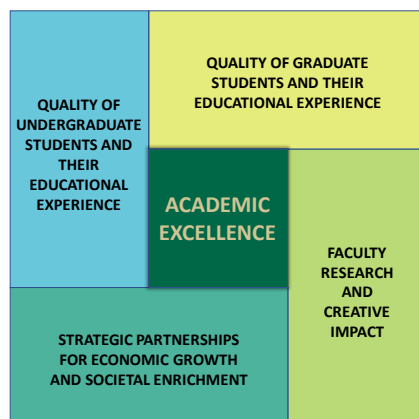 QUALITY OF
UNDERGRADUATE
STUDENTS AND
THEIR
EDUCATIONAL
EXPERIENCE
QUALITY OF GRADUATE
STUDENTS AND THEIR
EDUCATIONAL EXPERIENCE
ACADEMIC
EXCELLENCE
FACULTY
RESEARCH
AND
CREATIVE
IMPACT
STRATEGIC PARTNERSHIPS
FOR ECONOMIC GROWTH
AND SOCIETAL ENRICHMENT